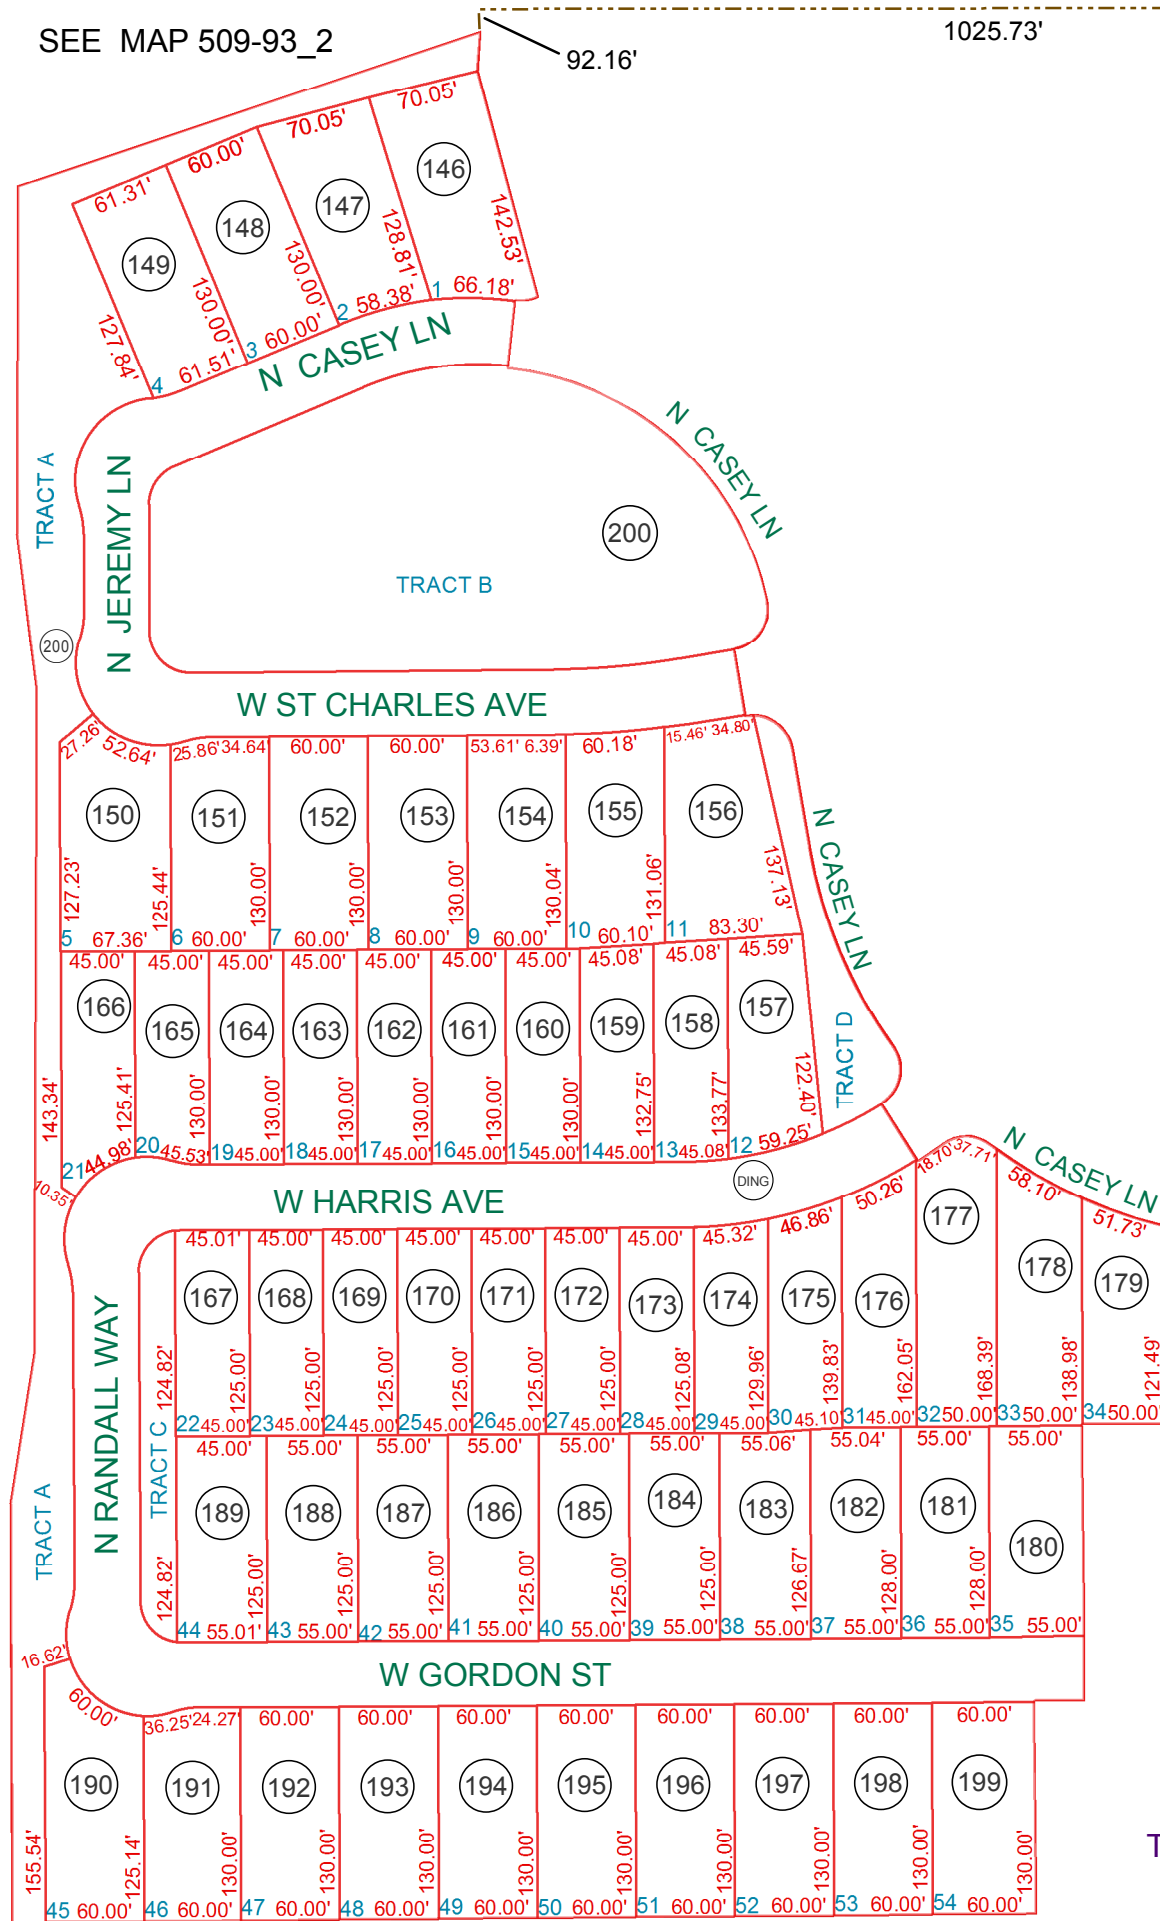 SEE MAP 509-93_2
92.16'
1025.73'
61.31' 60.00' 70.05' 70.05'
149 148 147 146
127.84' 130.00' 130.00' 128.81' 142.53'
4 61.51' 3 60.00' 2 58.38' 1 66.18'
N CASEY LN
N CASEY LN
TRACT A
N JEREMY LN
200
TRACT B
200
W ST CHARLES AVE
27.26' 52.64' 25.86' 34.64' 60.00' 60.00' 53.61' 6.39' 60.18' 15.46' 34.80'
150 151 152 153 154 155 156
127.23' 125.44' 130.00' 130.00' 130.00' 130.04' 131.06' 137.13'
N CASEY LN
5 67.36' 6 60.00' 7 60.00' 8 60.00' 9 60.00' 10 60.10' 11 83.30'
45.00' 45.00' 45.00' 45.00' 45.00' 45.00' 45.00' 45.08' 45.08' 45.59'
166 165 164 163 162 161 160 159 158 157
143.34' 125.41' 130.00' 130.00' 130.00' 130.00' 130.00' 130.00' 132.75' 133.77' 122.40'
TRACT D
21 44.98' 20 45.53' 19 45.00' 18 45.00' 17 45.00' 16 45.00' 15 45.00' 14 45.00' 13 45.08' 12 59.25'
10.35'
DING
W HARRIS AVE
N CASEY LN
45.01' 45.00' 45.00' 45.00' 45.00' 45.00' 45.00' 45.32' 46.86' 50.26' 18.70' 37.71' 58.10' 51.73'
167 168 169 170 171 172 173 174 175 176 177 178 179
124.82' 125.00' 125.00' 125.00' 125.00' 125.00' 125.00' 125.08' 129.96' 139.83' 162.05' 168.39' 138.98' 121.49'
22 45.00' 23 45.00' 24 45.00' 25 45.00' 26 45.00' 27 45.00' 28 45.00' 29 45.00' 30 45.10' 31 45.00' 32 50.00' 33 50.00' 34 50.00'
N RANDALL WAY
TRACT C
TRACT A
45.00' 55.00' 55.00' 55.00' 55.00' 55.00' 55.06' 55.04' 55.00' 55.00'
189 188 187 186 185 184 183 182 181 180
124.82' 125.00' 125.00' 125.00' 125.00' 125.00' 125.00' 126.67' 128.00' 128.00'
44 55.01' 43 55.00' 42 55.00' 41 55.00' 40 55.00' 39 55.00' 38 55.00' 37 55.00' 36 55.00' 35 55.00'
W GORDON ST
16.62'
60.00' 36.25' 24.27' 60.00' 60.00' 60.00' 60.00' 60.00' 60.00' 60.00' 60.00'
190 191 192 193 194 195 196 197 198 199
155.54' 125.14' 130.00' 130.00' 130.00' 130.00' 130.00' 130.00' 130.00' 130.00' 130.00'
T
45 60.00' 46 60.00' 47 60.00' 48 60.00' 49 60.00' 50 60.00' 51 60.00' 52 60.00' 53 60.00' 54 60.00'